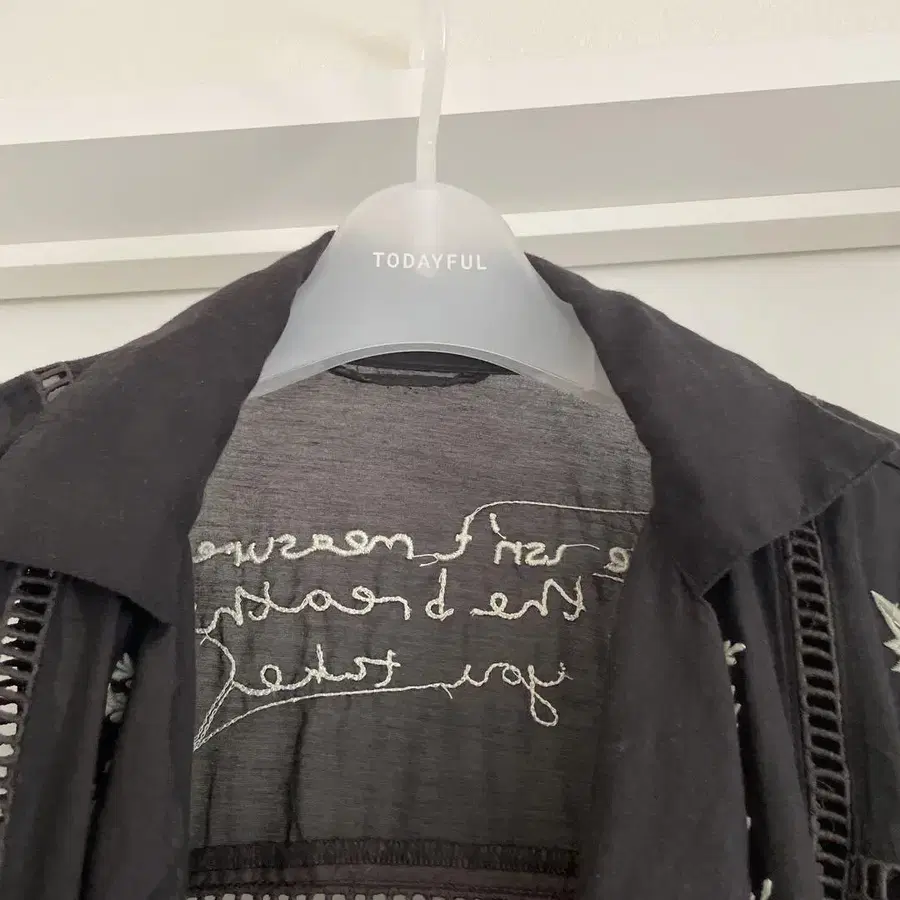 TODAYFUL
e isn't measure
the breath
you take